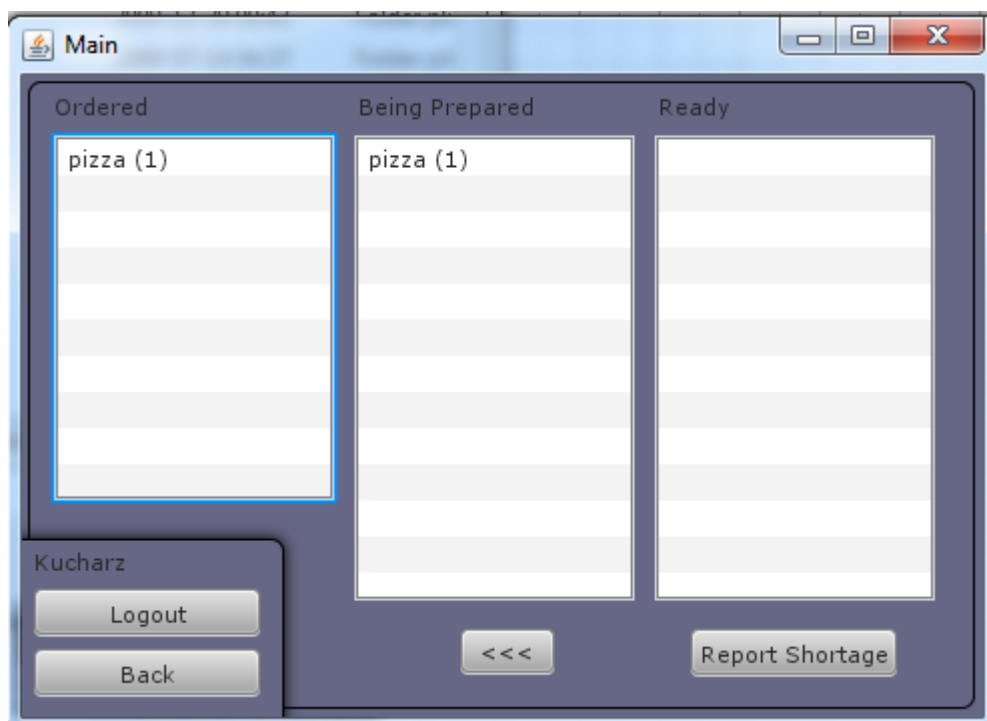 Main
Ordered
Being Prepared
Ready
pizza (1)
pizza (1)
Kucharz
Logout
Back
<<<
Report Shortage